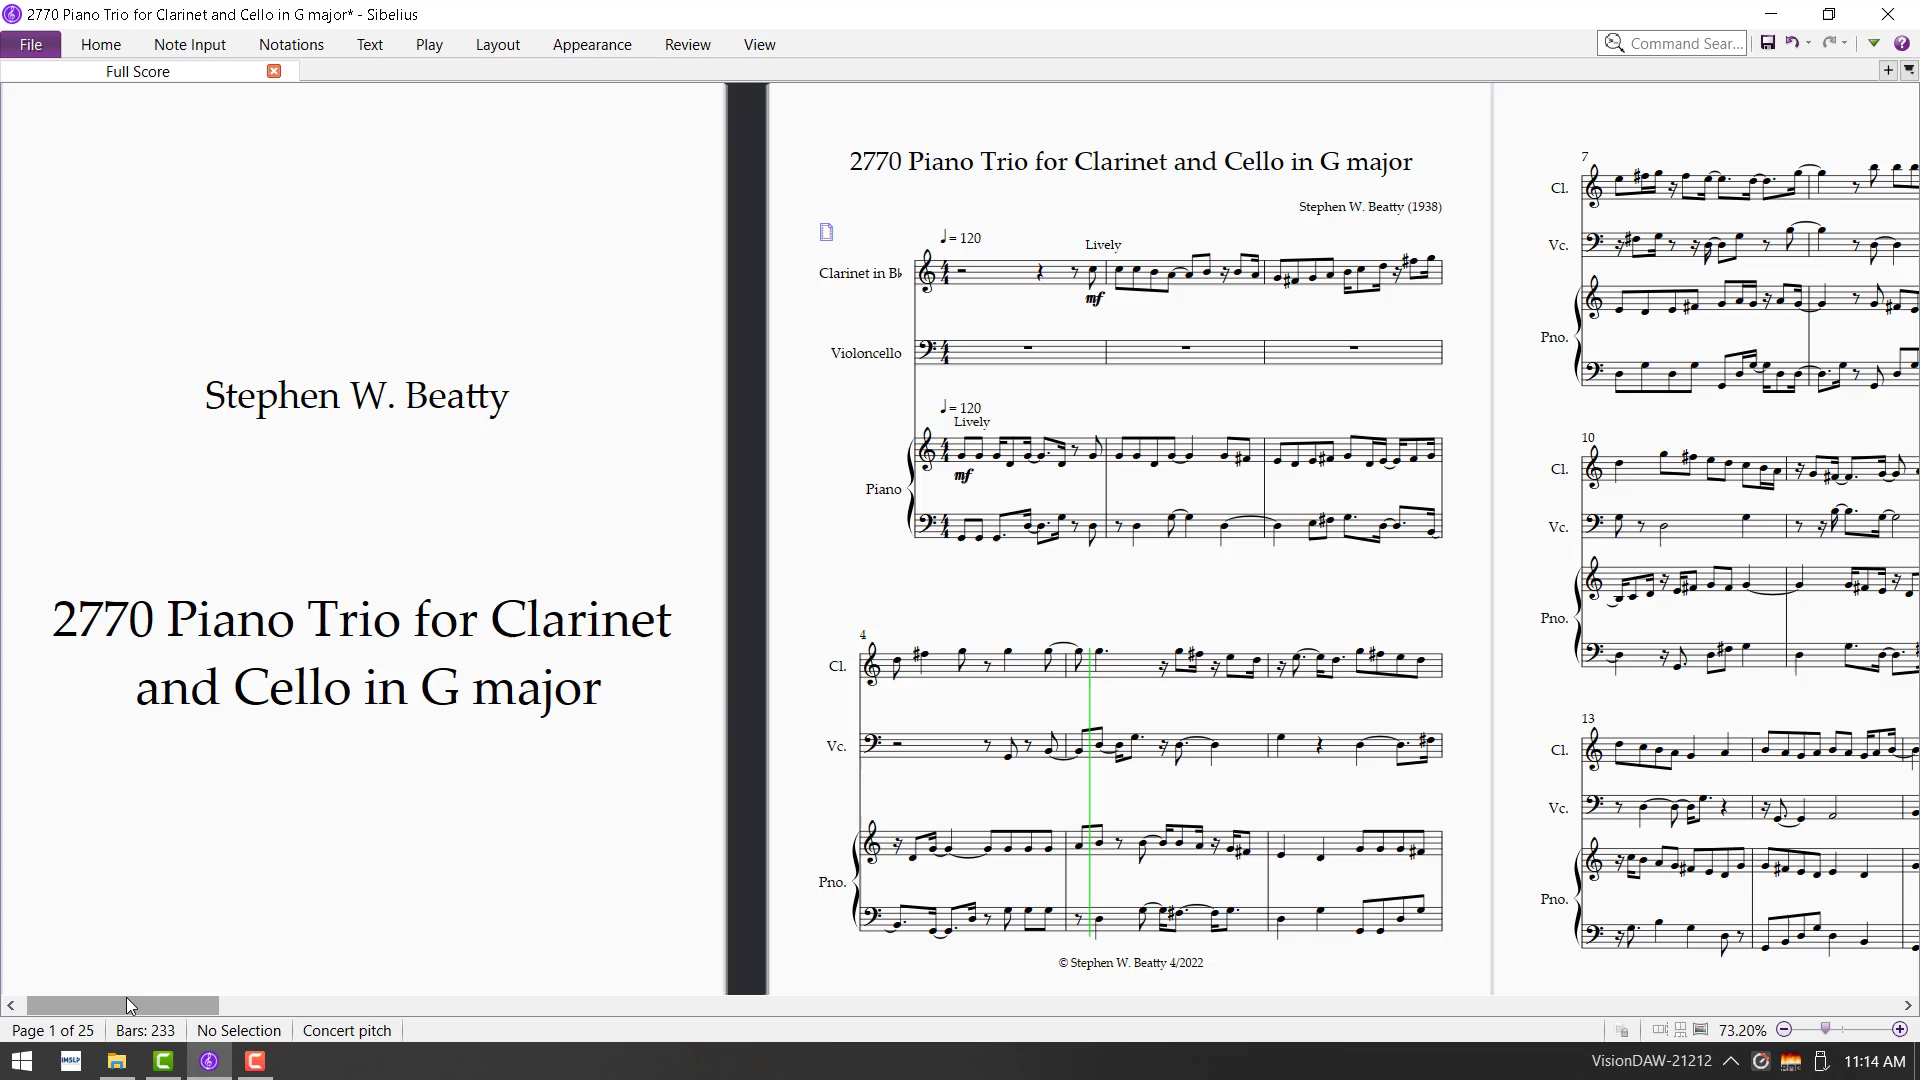 2770 Piano Trio for Clarinet and Cello in G major* - Sibelius
File Home Note Input Notations Text Play Layout Appearance Review View Command Sear...
Full Score
Stephen W. Beatty
2770 Piano Trio for Clarinet
and Cello in G major
2770 Piano Trio for Clarinet and Cello in G major
Stephen W. Beatty (1938)
♩= 120
Lively
Clarinet in B♭
mf
Violoncello
♩= 120
Lively
mf
Piano
4
Cl.
Vc.
Pno.
© Stephen W. Beatty 4/2022
7
Cl.
Vc.
Pno.
10
Cl.
Vc.
Pno.
13
Cl.
Vc.
Pno.
Page 1 of 25 Bars: 233 No Selection Concert pitch 73.20%
IMSLP VisionDAW-21212 11:14 AM